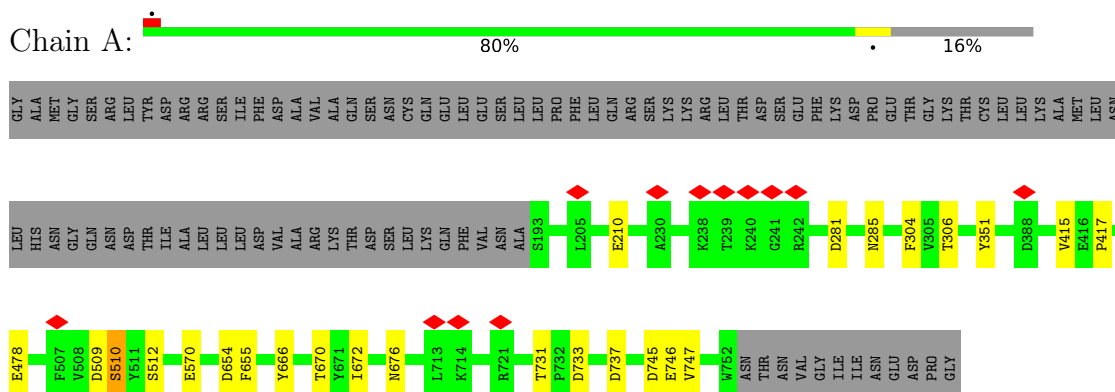 Chain A:
• 80% • 16%
GLY ALA MET GLY SER ARG LEU TYR ASP ARG ARG SER ILE PHE ASP ALA VAL ALA GLN SER ASN CYS GLN GLU LEU GLU SER LEU LEU PRO PHE LEU GLN ARG SER LYS LYS ARG LEU THR ASP SER GLU PHE LYS ASP PRO GLU THR GLY LYS THR CYS LEU LEU LYS ALA MET LEU ASN
LEU HIS ASN GLY GLN ASN ASP THR ILE ALA LEU LEU LEU ASP VAL ALA ARG LYS THR ASP SER LEU LYS GLN PHE VAL ASN ALA S193 L205 E210 A230 K238 T239 K240 G241 R242 D281 N285 F304 V305 T306 Y351 D388 V415 E416 P417
E478 F507 V508 D509 S510 Y511 S512 E570 D654 F655 Y666 T670 Y671 I672 N676 L713 K714 R721 T731 P732 D733 D737 D745 E746 V747 W752 ASN THR ASN VAL GLY ILE ILE ASN GLU ASP PRO GLY